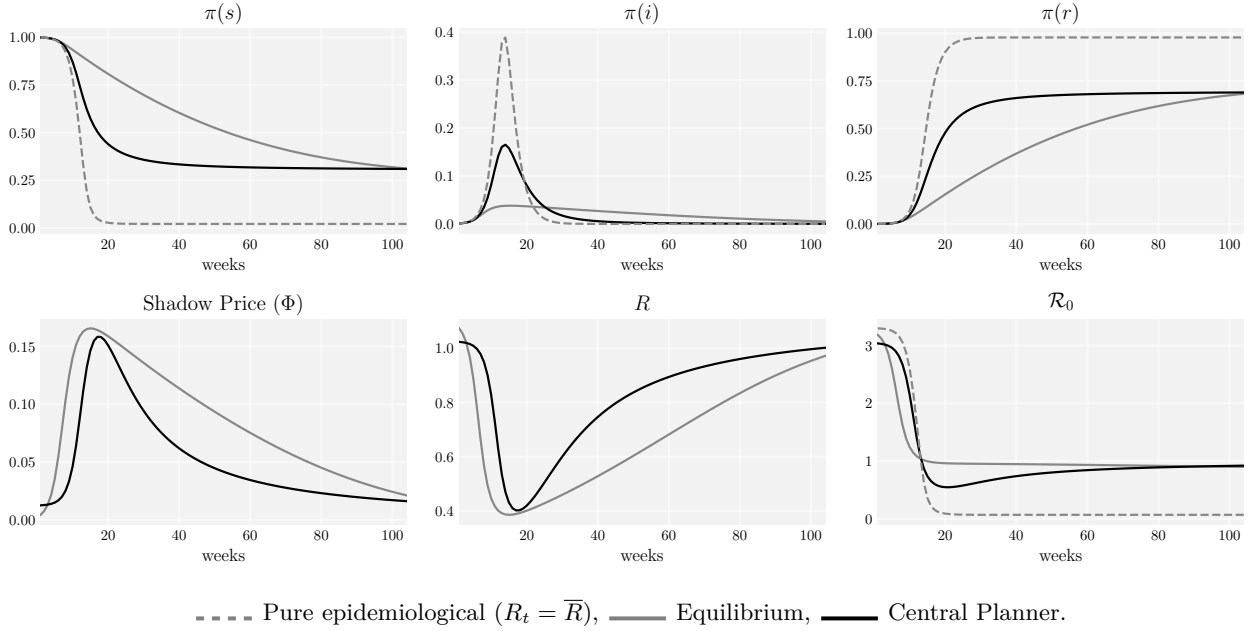 π(s) π(i) π(r)
1.00 0.75 0.50 0.25 0.00
0.4 0.3 0.2 0.1 0.0
1.00 0.75 0.50 0.25 0.00
20 40 60 80 100 20 40 60 80 100 20 40 60 80 100
weeks weeks weeks
Shadow Price (Φ) R ℛ₀
0.15 0.10 0.05 0.00
1.0 0.8 0.6 0.4
3 2 1 0
20 40 60 80 100 20 40 60 80 100 20 40 60 80 100
weeks weeks weeks
Pure epidemiological (Rₜ = R̅), Equilibrium, Central Planner.